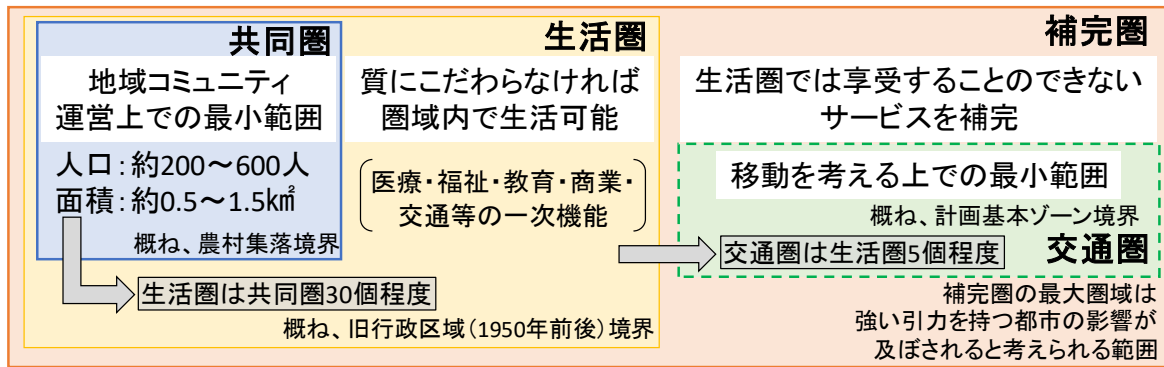 共同圏
地域コミュニティ
運営上での最小範囲
人口：約200～600人
面積：約0.5～1.5㎢
概ね、農村集落境界
生活圏は共同圏30個程度
生活圏
質にこだわらなければ
圏域内で生活可能
医療・福祉・教育・商業・
交通等の一次機能
概ね、旧行政区域（1950年前後）境界
補完圏
生活圏では享受することのできない
サービスを補完
移動を考える上での最小範囲
概ね、計画基本ゾーン境界
交通圏は生活圏5個程度
交通圏
補完圏の最大圏域は
強い引力を持つ都市の影響が
及ぼされると考えられる範囲